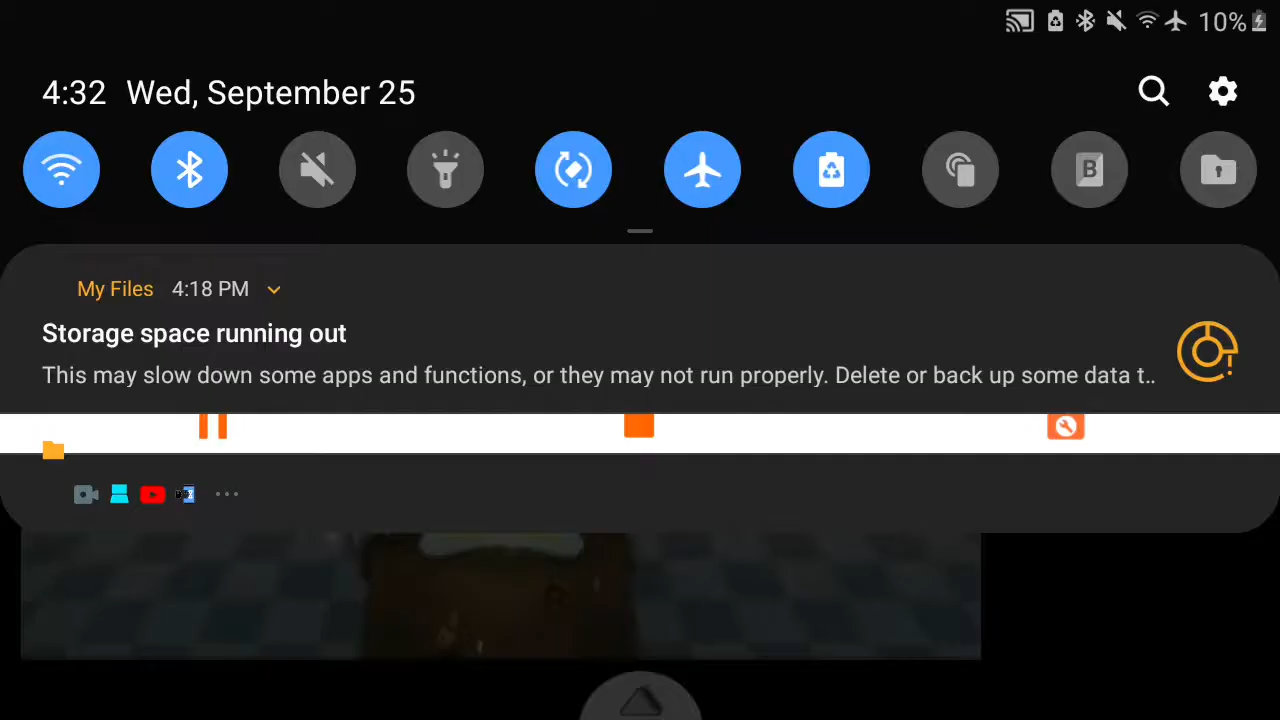 10%
4:32 Wed, September 25
B
My Files 4:18 PM
Storage space running out
This may slow down some apps and functions, or they may not run properly. Delete or back up some data t..